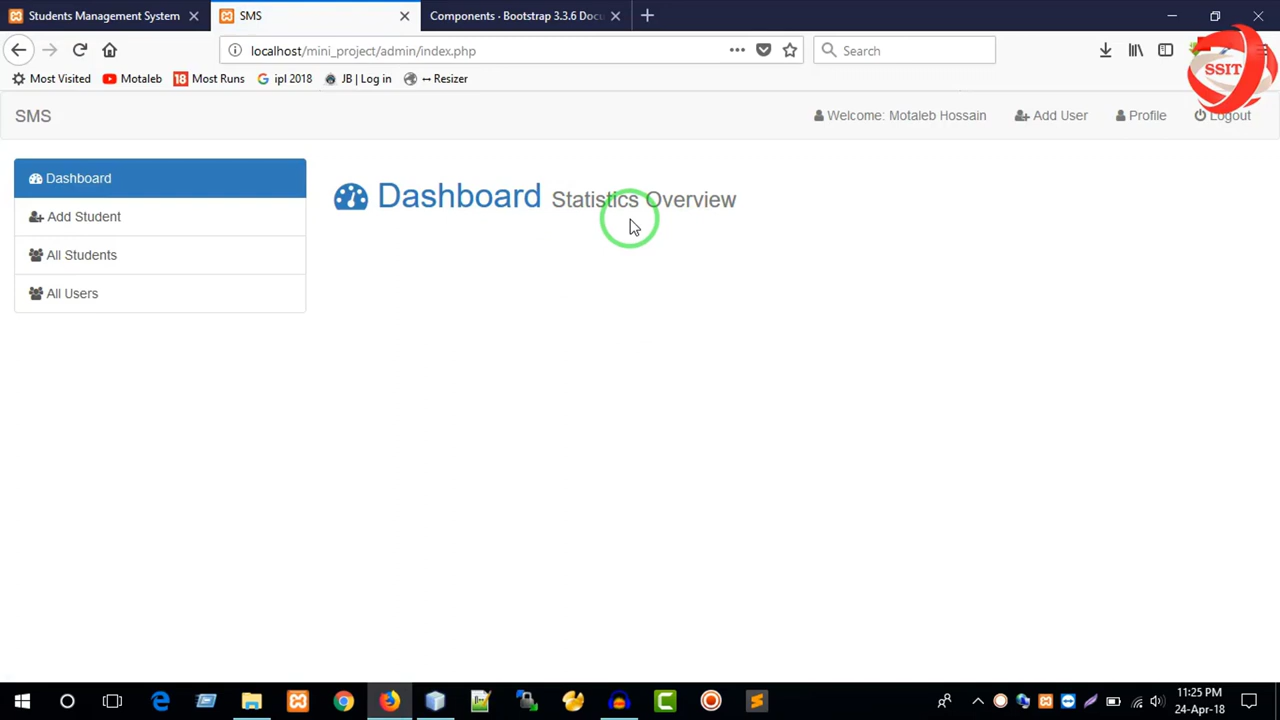 Students Management System
SMS
Components · Bootstrap 3.3.6 Docu
localhost/mini_project/admin/index.php
Search
Most Visited
Motaleb
18 Most Runs
ipl 2018
JB | Log in
↔ Resizer
SSIT
SMS
Welcome: Motaleb Hossain
Add User
Profile
Logout
Dashboard
Add Student
All Students
All Users
Dashboard Statistics Overview
11:25 PM
24-Apr-18